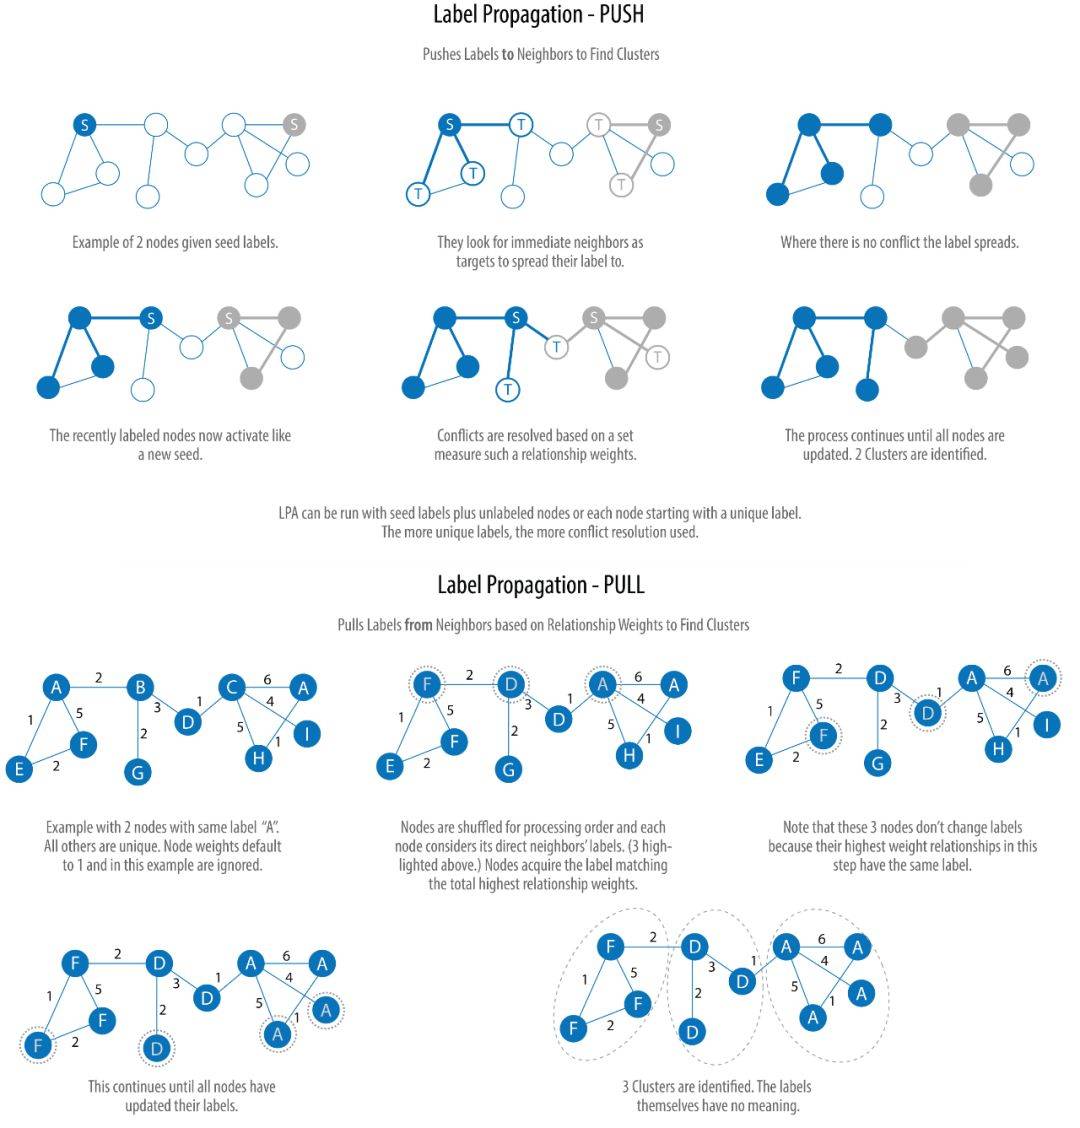 Label Propagation - PUSH
Pushes Labels to Neighbors to Find Clusters
S
S
S
T
T
S
T
T
T
Example of 2 nodes given seed labels.
They look for immediate neighbors as
targets to spread their label to.
Where there is no conflict the label spreads.
S
S
S
S
T
T
T
The recently labeled nodes now activate like
a new seed.
Conflicts are resolved based on a set
measure such a relationship weights.
The process continues until all nodes are
updated. 2 Clusters are identified.
LPA can be run with seed labels plus unlabeled nodes or each node starting with a unique label.
The more unique labels, the more conflict resolution used.
Label Propagation - PULL
Pulls Labels from Neighbors based on Relationship Weights to Find Clusters
A 2 B C 6 A
1 5 3 1 4
F 2 D 5 1 I
E 2 G H
F 2 D A 6 A
1 5 3 1 4
F 2 D 5 1 I
E 2 G H
F 2 D A 6 A
1 5 3 1 4
F 2 D 5 1 I
E 2 G H
Example with 2 nodes with same label “A”.
All others are unique. Node weights default
to 1 and in this example are ignored.
Nodes are shuffled for processing order and each
node considers its direct neighbors’ labels. (3 high-
lighted above.) Nodes acquire the label matching
the total highest relationship weights.
Note that these 3 nodes don’t change labels
because their highest weight relationships in this
step have the same label.
F 2 D A 6 A
1 5 3 1 4
F 2 D 5 1 A
F 2 D A
F 2 D A 6 A
1 5 3 1 4
F 2 D 5 1 A
F 2 D A
This continues until all nodes have
updated their labels.
3 Clusters are identified. The labels
themselves have no meaning.